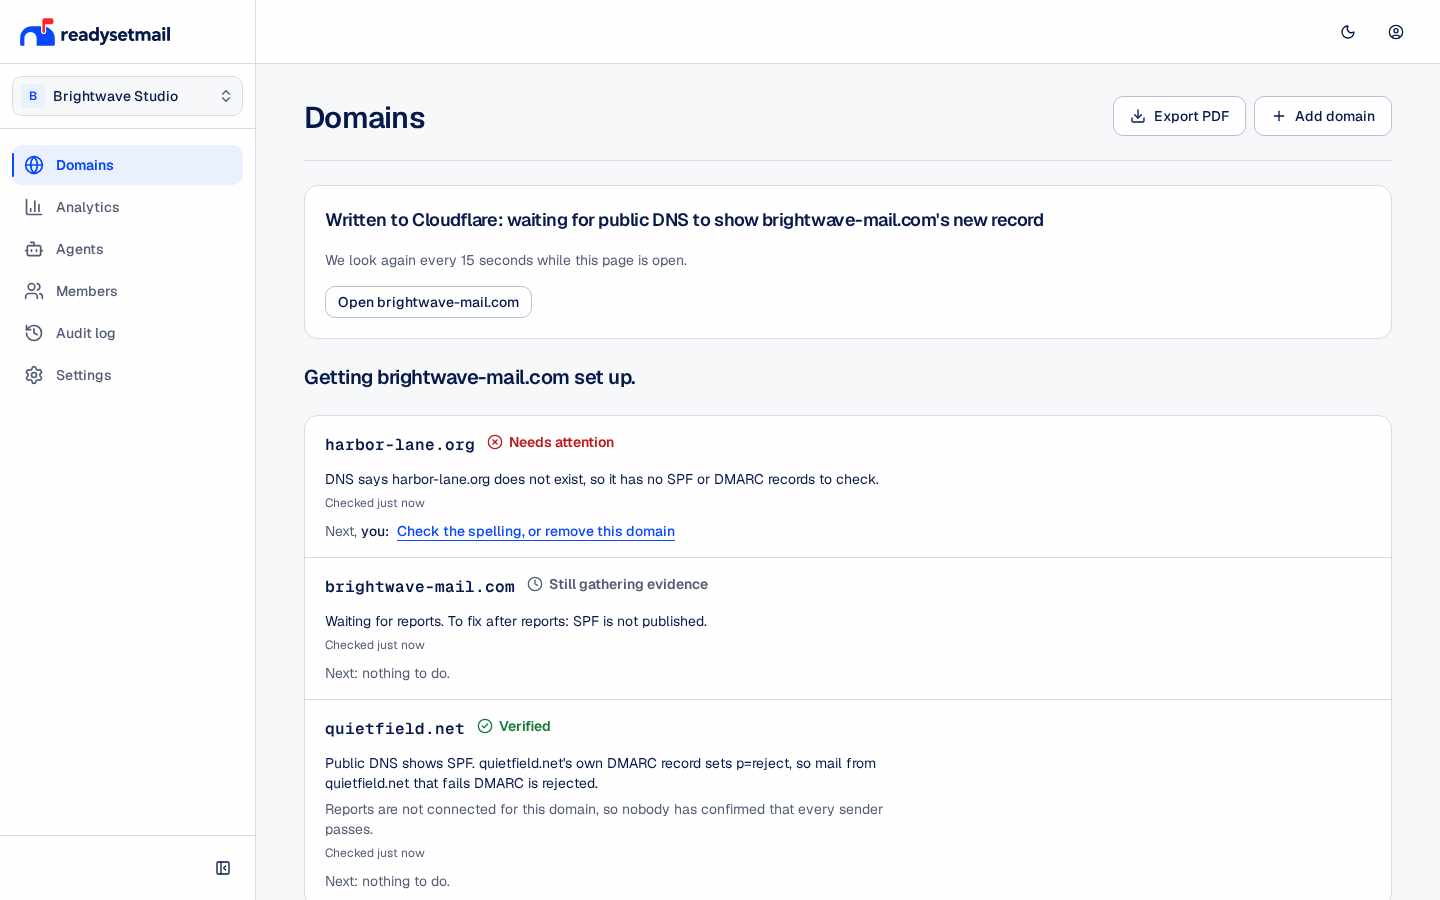 readysetmail
B Brightwave Studio
Domains
Analytics
Agents
Members
Audit log
Settings
Domains
Export PDF
Add domain
Written to Cloudflare: waiting for public DNS to show brightwave-mail.com's new record
We look again every 15 seconds while this page is open.
Open brightwave-mail.com
Getting brightwave-mail.com set up.
harbor-lane.org Needs attention
DNS says harbor-lane.org does not exist, so it has no SPF or DMARC records to check.
Checked just now
Next, you: Check the spelling, or remove this domain
brightwave-mail.com Still gathering evidence
Waiting for reports. To fix after reports: SPF is not published.
Checked just now
Next: nothing to do.
quietfield.net Verified
Public DNS shows SPF. quietfield.net's own DMARC record sets p=reject, so mail from
quietfield.net that fails DMARC is rejected.
Reports are not connected for this domain, so nobody has confirmed that every sender
passes.
Checked just now
Next: nothing to do.